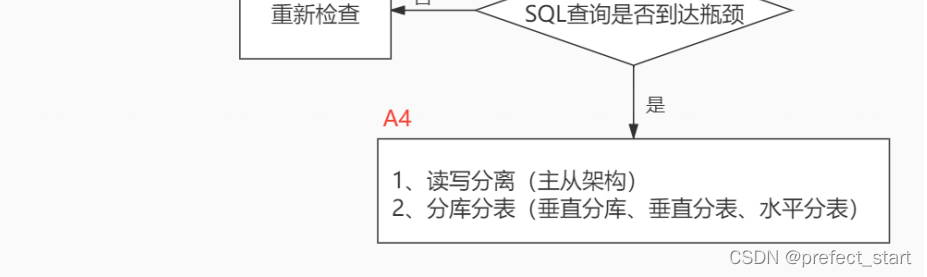 重新检查
否
SQL查询是否到达瓶颈
是
A4
1、读写分离（主从架构）
2、分库分表（垂直分库、垂直分表、水平分表）
CSDN @prefect_start